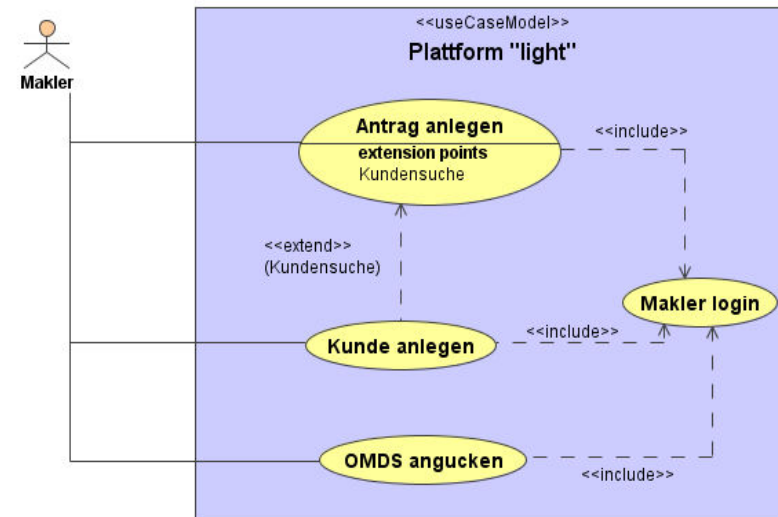 <<useCaseModel>>
Plattform "light"
Makler
Antrag anlegen
extension points
Kundensuche
<<include>>
<<extend>>
(Kundensuche)
Makler login
Kunde anlegen
<<include>>
OMDS angucken
<<include>>